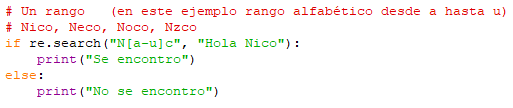 # Un rango   (en este ejemplo rango alfabético desde a hasta u)
# Nico, Neco, Noco, Nzco
if re.search("N[a-u]c", "Hola Nico"):
    print("Se encontro")
else:
    print("No se encontro")